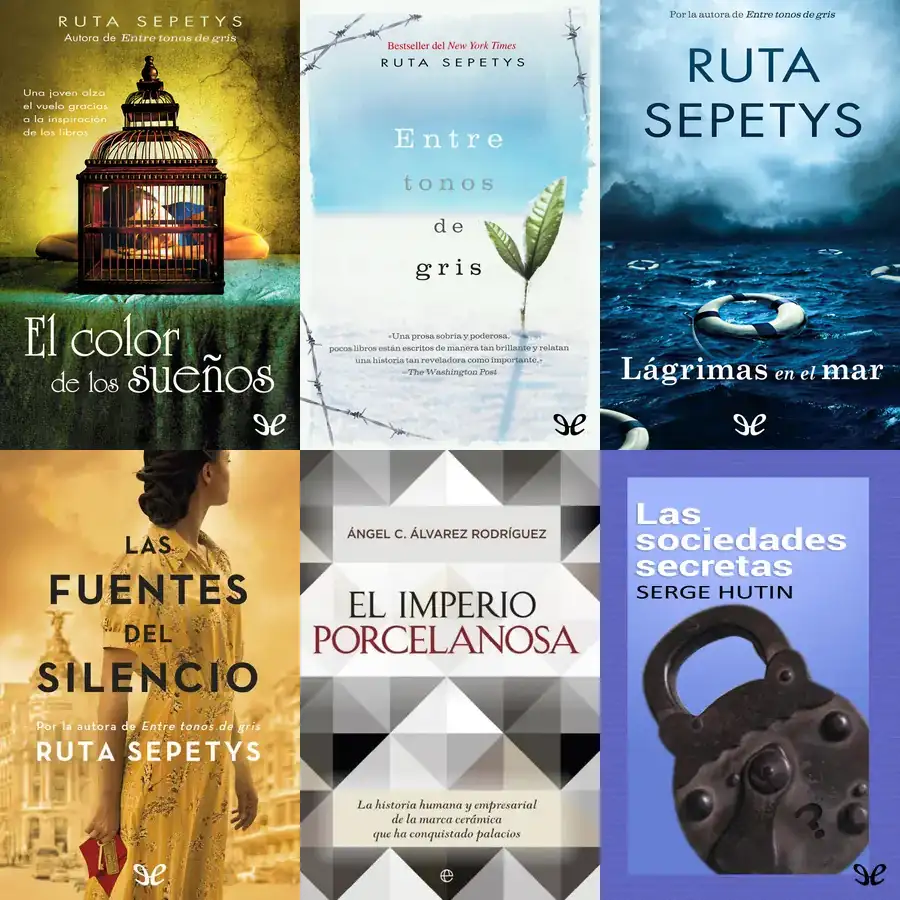 RUTA SEPETYS
Autora de Entre tonos de gris
Una joven alza
el vuelo gracias
a la inspiración
de los libros
El color
de los sueños
Bestseller del New York Times
RUTA SEPETYS
Entre
tonos
de
gris
«Una prosa sobria y poderosa,
pocos libros están escritos de manera tan brillante y relatan
una historia tan reveladora como importante.»
—The Washington Post
Por la autora de Entre tonos de gris
RUTA
SEPETYS
Lágrimas en el mar
LAS
FUENTES
DEL
SILENCIO
Por la autora de Entre tonos de gris
RUTA SEPETYS
ÁNGEL C. ÁLVAREZ RODRÍGUEZ
EL IMPERIO
PORCELANOSA
La historia humana y empresarial
de la marca cerámica
que ha conquistado palacios
e
Las
sociedades
secretas
SERGE HUTIN
?